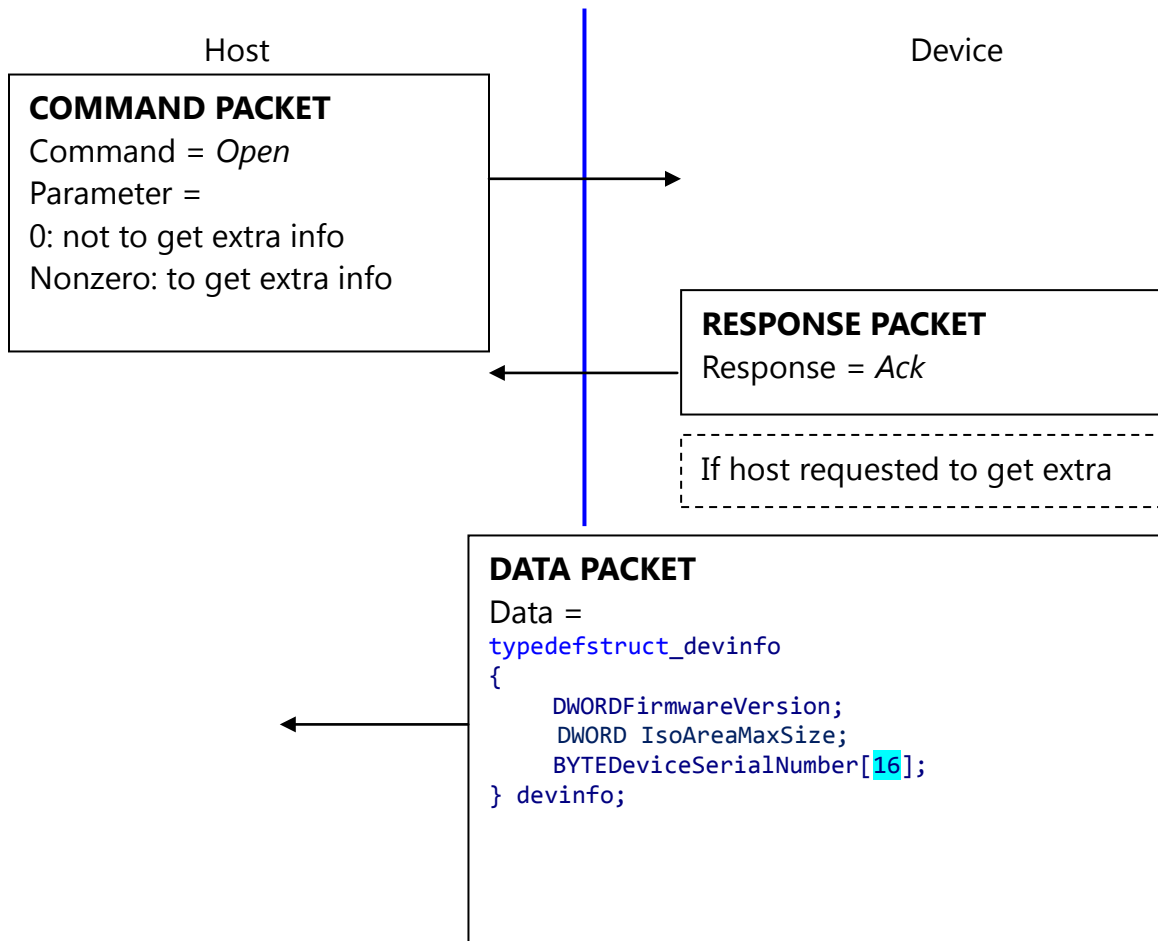 Host
Device
COMMAND PACKET
Command = Open
Parameter =
0: not to get extra info
Nonzero: to get extra info
RESPONSE PACKET
Response = Ack
If host requested to get extra
DATA PACKET
Data =
typedefstruct_devinfo
{
DWORDFirmwareVersion;
DWORD IsoAreaMaxSize;
BYTEDeviceSerialNumber[16];
} devinfo;